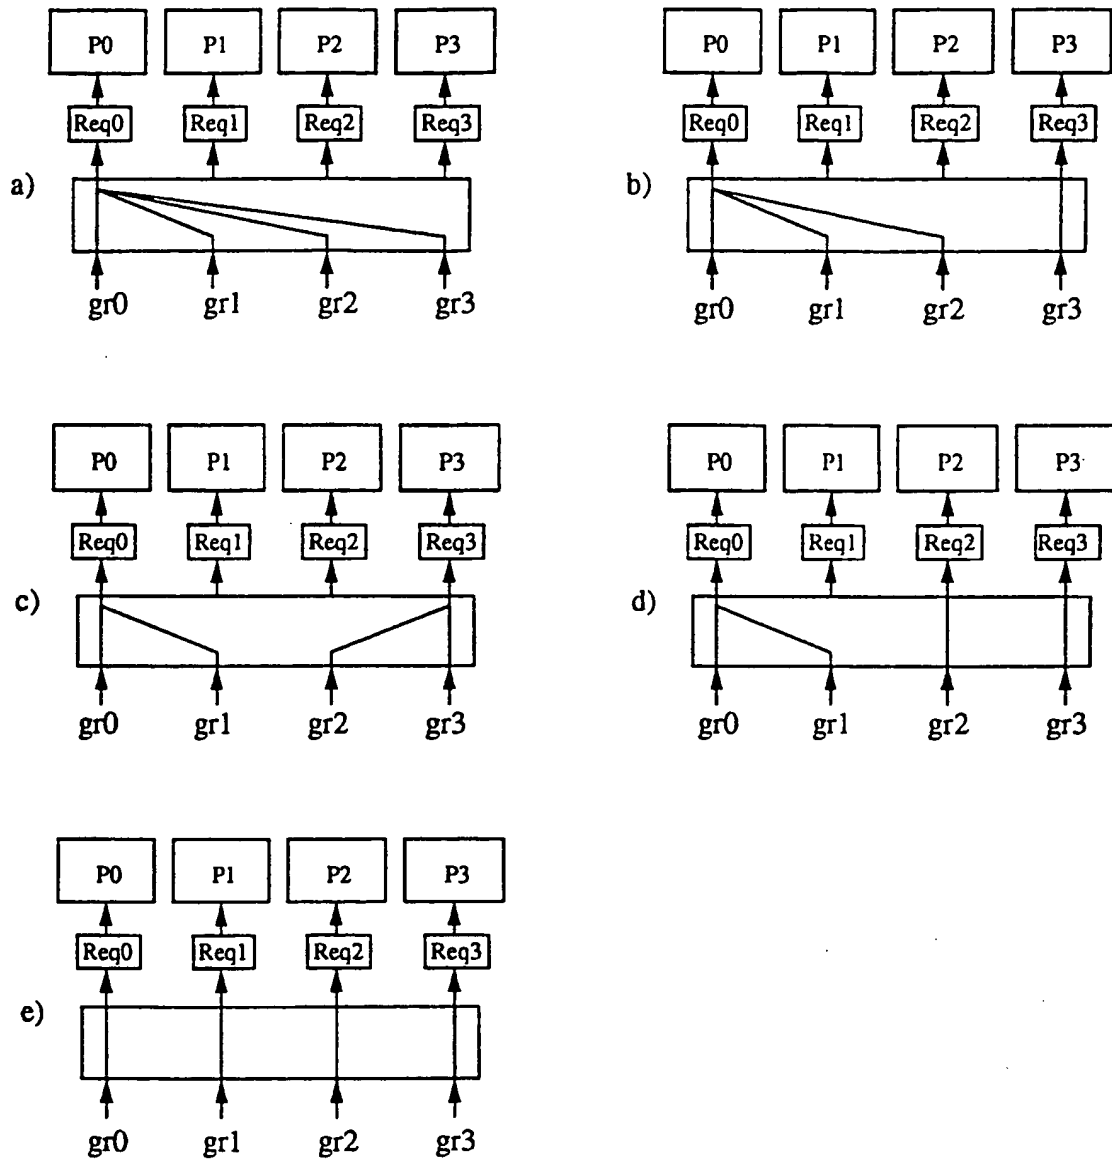 P0 P1 P2 P3
Req0 Req1 Req2 Req3
a)
gr0 gr1 gr2 gr3
P0 P1 P2 P3
Req0 Req1 Req2 Req3
b)
gr0 gr1 gr2 gr3
P0 P1 P2 P3
Req0 Req1 Req2 Req3
c)
gr0 gr1 gr2 gr3
P0 P1 P2 P3
Req0 Req1 Req2 Req3
d)
gr0 gr1 gr2 gr3
P0 P1 P2 P3
Req0 Req1 Req2 Req3
e)
gr0 gr1 gr2 gr3